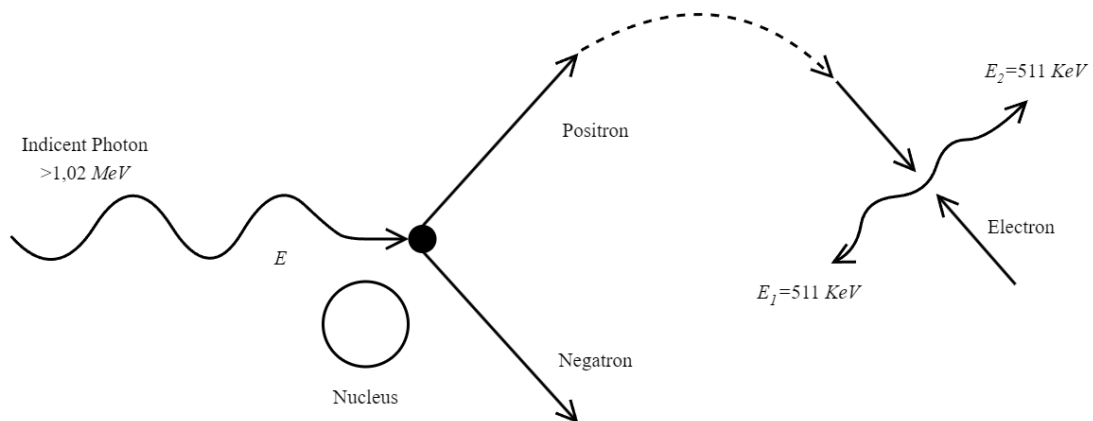 Indicent Photon
>1,02 MeV
E
Nucleus
Positron
Negatron
E2=511 KeV
Electron
E1=511 KeV